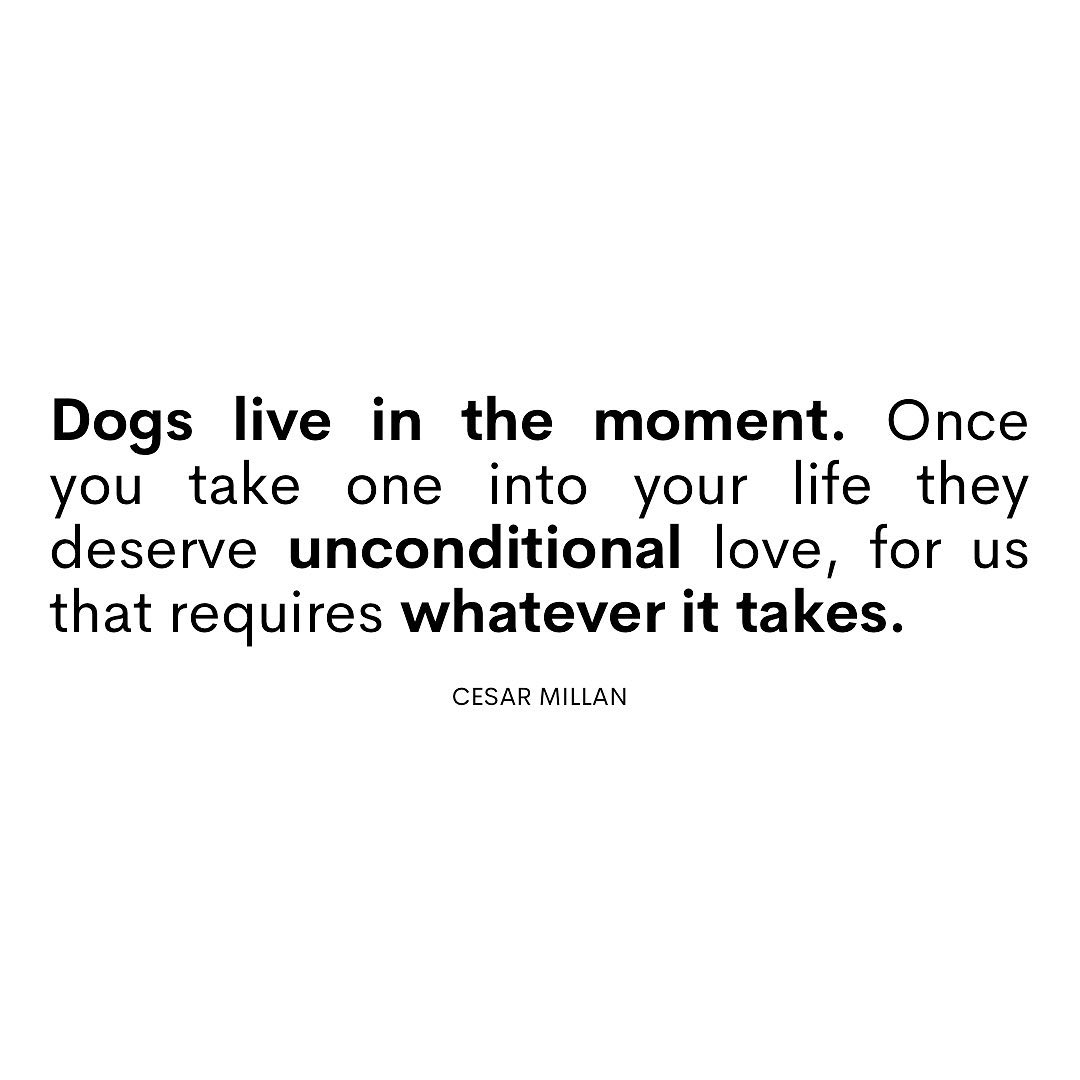 Dogs live in the moment. Once
you take one into your life they
deserve unconditional love, for us
that requires whatever it takes.
CESAR MILLAN